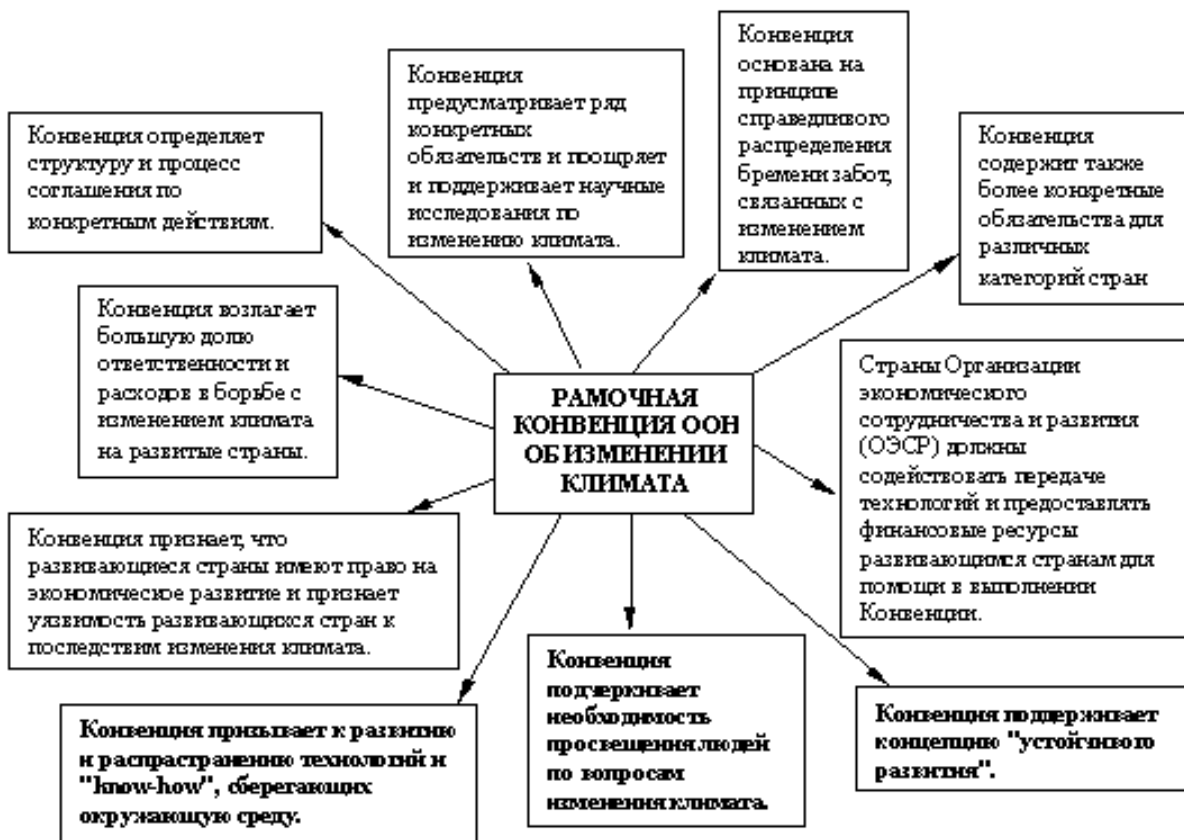 Конвенция определяет
структуру и процесс
соглашения по
конкретным действиям.
Конвенция
предусматривает ряд
конкретных
обязательств и поощряет
и поддерживает научные
исследования по
изменению климата.
Конвенция
основана на
принципе
справедливого
распределения
бремени забот,
связанных с
изменением
климата.
Конвенция
содержит также
более конкретные
обязательства для
различных
категорий стран
Конвенция возлагает
большую долю
ответственности и
расходов в борьбе с
изменением климата
на развитые страны.
РАМОЧНАЯ
КОНВЕНЦИЯ ООН
ОБ ИЗМЕНЕНИИ
КЛИМАТА
Страны Организации
экономического
сотрудничества и развития
(ОЭСР) должны
содействовать передаче
технологий и предоставлять
финансовые ресурсы
развивающимся странам для
помощи в выполнении
Конвенции.
Конвенция признает, что
развивающиеся страны имеют право на
экономическое развитие и признает
уязвимость развивающихся стран к
последствим изменения климата.
Конвенция призывает к развитию
и распрастранению технологий и
"know-how", сберегающих
окружающую среду.
Конвенция
подчеркивает
необходимость
просвещения людей
по вопросам
изменения климата.
Конвенция поддерживает
концепцию "устойчивого
развития".